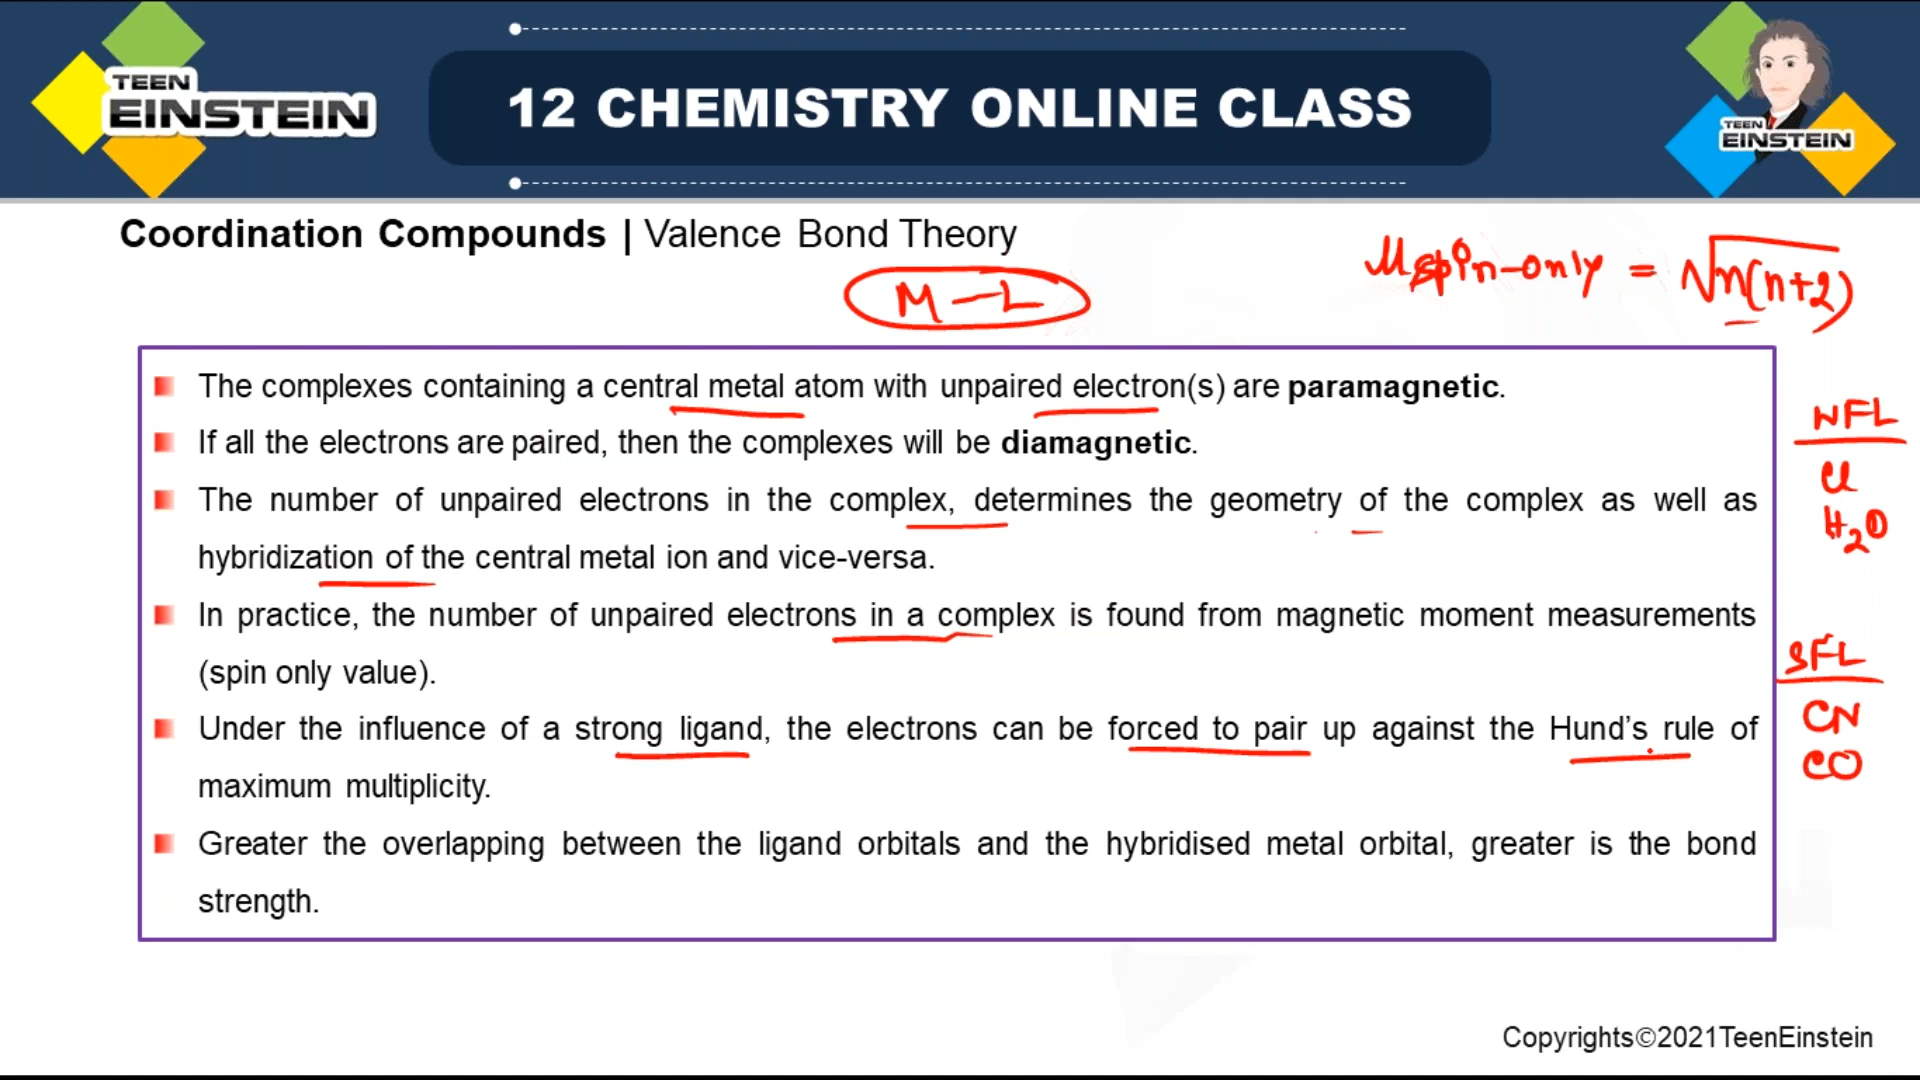 TEEN
EINSTEIN
12 CHEMISTRY ONLINE CLASS
TEEN
EINSTEIN
Coordination Compounds | Valence Bond Theory
M — L
μspin-only = √n(n+2)
The complexes containing a central metal atom with unpaired electron(s) are paramagnetic.
If all the electrons are paired, then the complexes will be diamagnetic.
The number of unpaired electrons in the complex, determines the geometry of the complex as well as
hybridization of the central metal ion and vice-versa.
In practice, the number of unpaired electrons in a complex is found from magnetic moment measurements
(spin only value).
Under the influence of a strong ligand, the electrons can be forced to pair up against the Hund’s rule of
maximum multiplicity.
Greater the overlapping between the ligand orbitals and the hybridised metal orbital, greater is the bond
strength.
WFL
Cl
H2O
SFL
CN
CO
Copyrights©2021TeenEinstein